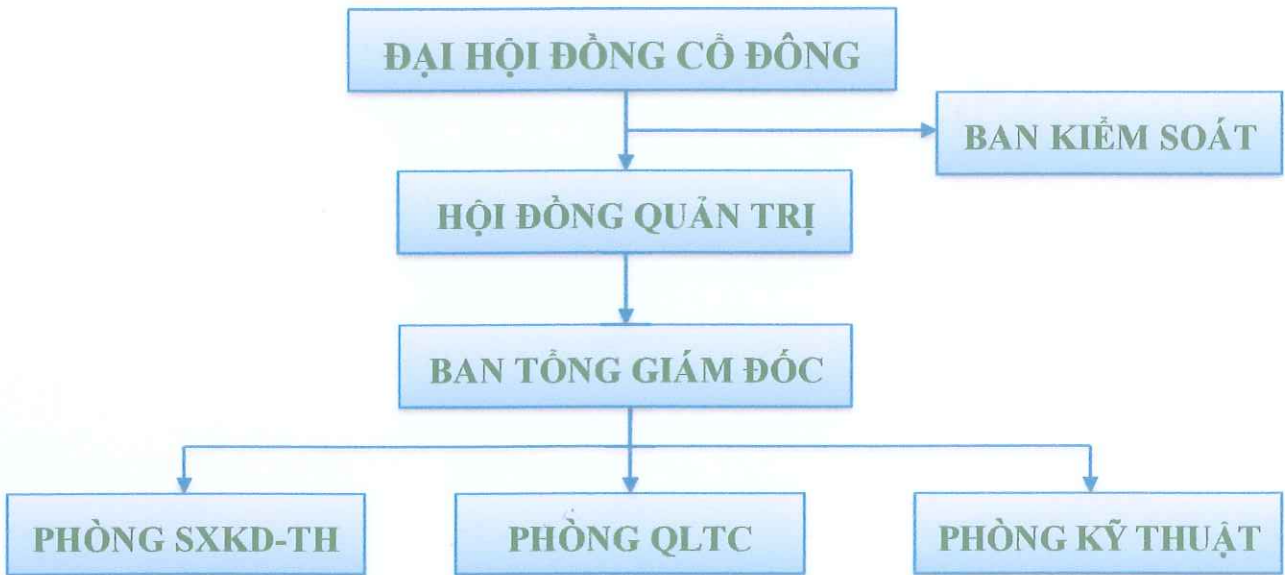 ĐẠI HỘI ĐỒNG CỔ ĐÔNG
BAN KIỂM SOÁT
HỘI ĐỒNG QUẢN TRỊ
BAN TỔNG GIÁM ĐỐC
PHÒNG SXKD-TH
PHÒNG QLTC
PHÒNG KỸ THUẬT